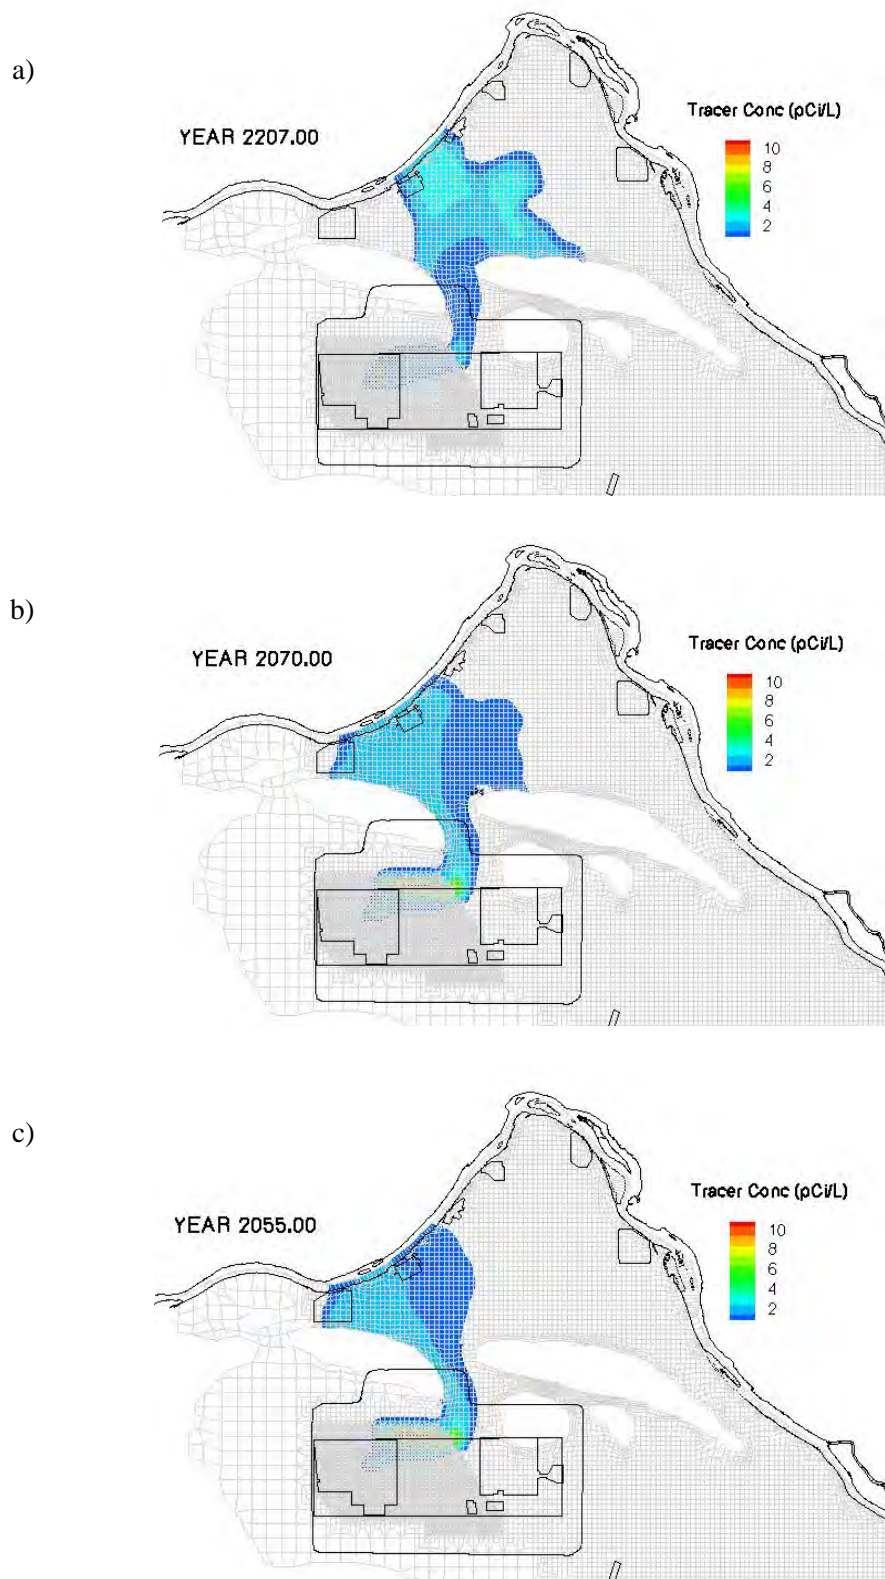 a)
Tracer Conc (pCi/L)
YEAR 2207.00
10
8
6
4
2
b)
Tracer Conc (pCi/L)
YEAR 2070.00
10
8
6
4
2
c)
Tracer Conc (pCi/L)
YEAR 2055.00
10
8
6
4
2